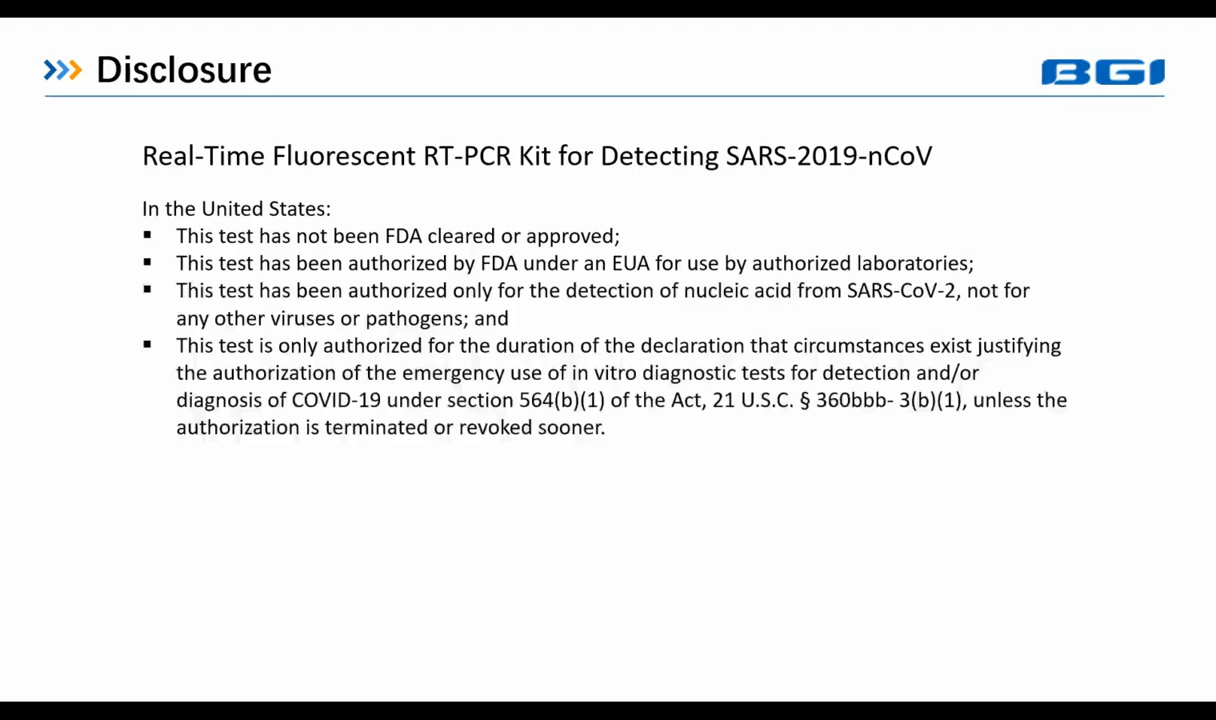 Disclosure
BGI
Real-Time Fluorescent RT-PCR Kit for Detecting SARS-2019-nCoV
In the United States:
▪ This test has not been FDA cleared or approved;
▪ This test has been authorized by FDA under an EUA for use by authorized laboratories;
▪ This test has been authorized only for the detection of nucleic acid from SARS-CoV-2, not for
any other viruses or pathogens; and
▪ This test is only authorized for the duration of the declaration that circumstances exist justifying
the authorization of the emergency use of in vitro diagnostic tests for detection and/or
diagnosis of COVID-19 under section 564(b)(1) of the Act, 21 U.S.C. § 360bbb- 3(b)(1), unless the
authorization is terminated or revoked sooner.